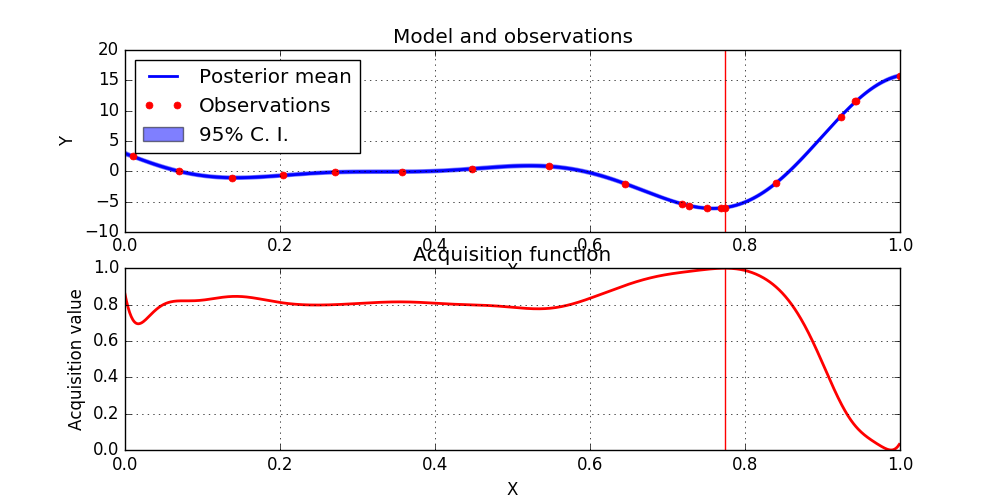 Model and observations
20
15
10
5
0
−5
−10
Y
Posterior mean
Observations
95% C. I.
0.0 0.2 0.4 0.6 0.8 1.0
X
Acquisition function
1.0
0.8
0.6
0.4
0.2
0.0
Acquisition value
0.0 0.2 0.4 0.6 0.8 1.0
X